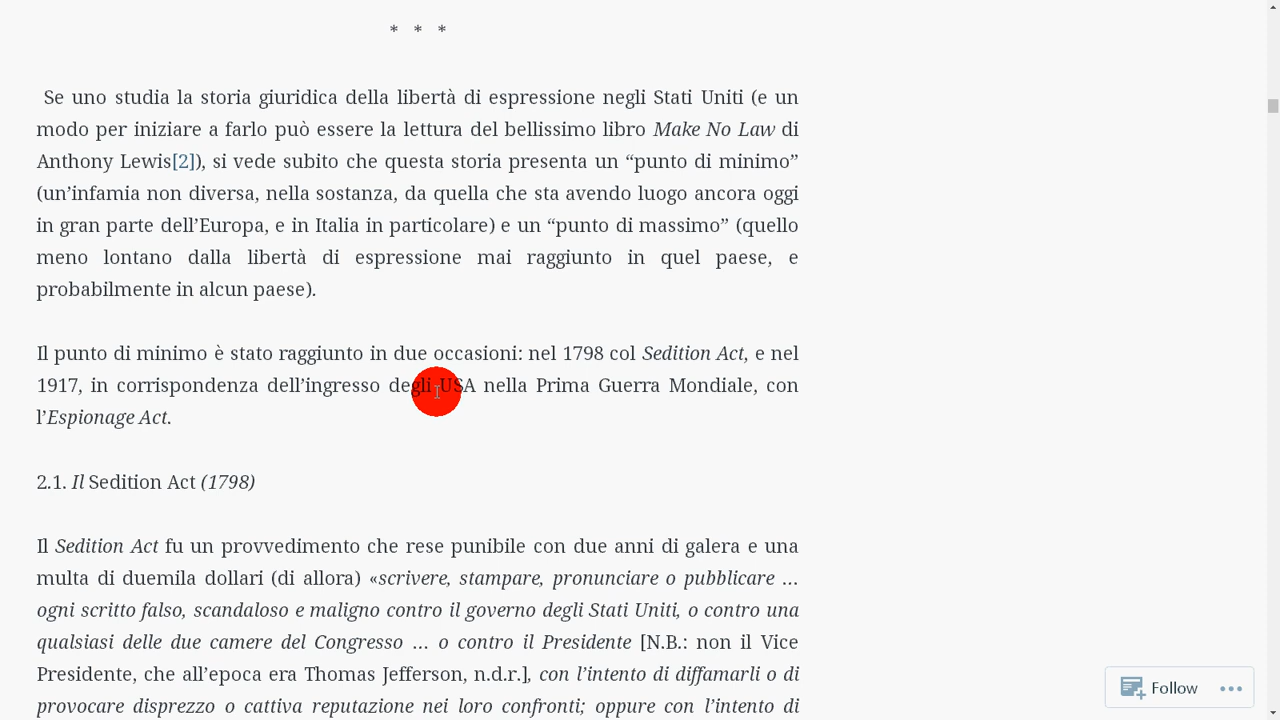 * * *
Se uno studia la storia giuridica della libertà di espressione negli Stati Uniti (e un
modo per iniziare a farlo può essere la lettura del bellissimo libro Make No Law di
Anthony Lewis[2]), si vede subito che questa storia presenta un “punto di minimo”
(un’infamia non diversa, nella sostanza, da quella che sta avendo luogo ancora oggi
in gran parte dell’Europa, e in Italia in particolare) e un “punto di massimo” (quello
meno lontano dalla libertà di espressione mai raggiunto in quel paese, e
probabilmente in alcun paese).
Il punto di minimo è stato raggiunto in due occasioni: nel 1798 col Sedition Act, e nel
1917, in corrispondenza dell’ingresso degli USA nella Prima Guerra Mondiale, con
l’Espionage Act.
2.1. Il Sedition Act (1798)
Il Sedition Act fu un provvedimento che rese punibile con due anni di galera e una
multa di duemila dollari (di allora) «scrivere, stampare, pronunciare o pubblicare …
ogni scritto falso, scandaloso e maligno contro il governo degli Stati Uniti, o contro una
qualsiasi delle due camere del Congresso … o contro il Presidente [N.B.: non il Vice
Presidente, che all’epoca era Thomas Jefferson, n.d.r.], con l’intento di diffamarli o di
provocare disprezzo o cattiva reputazione nei loro confronti; oppure con l’intento di
Follow